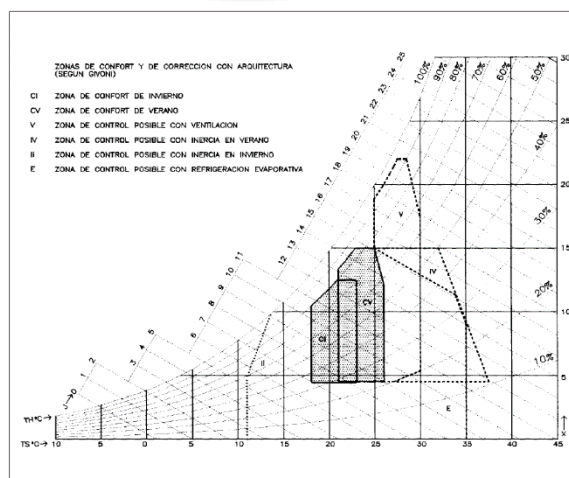 ZONAS DE CONFORT Y DE CORRECCION CON ARQUITECTURA
(SEGUN GIVONI)
CI ZONA DE CONFORT DE INVIERNO
CV ZONA DE CONFORT DE VERANO
V ZONA DE CONTROL POSIBLE CON VENTILACION
IV ZONA DE CONTROL POSIBLE CON INERCIA EN VERANO
II ZONA DE CONTROL POSIBLE CON INERCIA EN INVIERNO
E ZONA DE CONTROL POSIBLE CON REFRIGERACION EVAPORATIVA
100% 90% 80% 70% 60% 50%
40%
30%
20%
10%
30
25
20
15
10
5
0 1 2 3 4 5 6 7 8 9 10 11 12 13 14 15 16 17 18 19 20 21 22 23 24 25
V
IV
CV
CI
II
E
TH°C→
TS°C→ 10 5 0 5 10 15 20 25 30 35 40 45
X